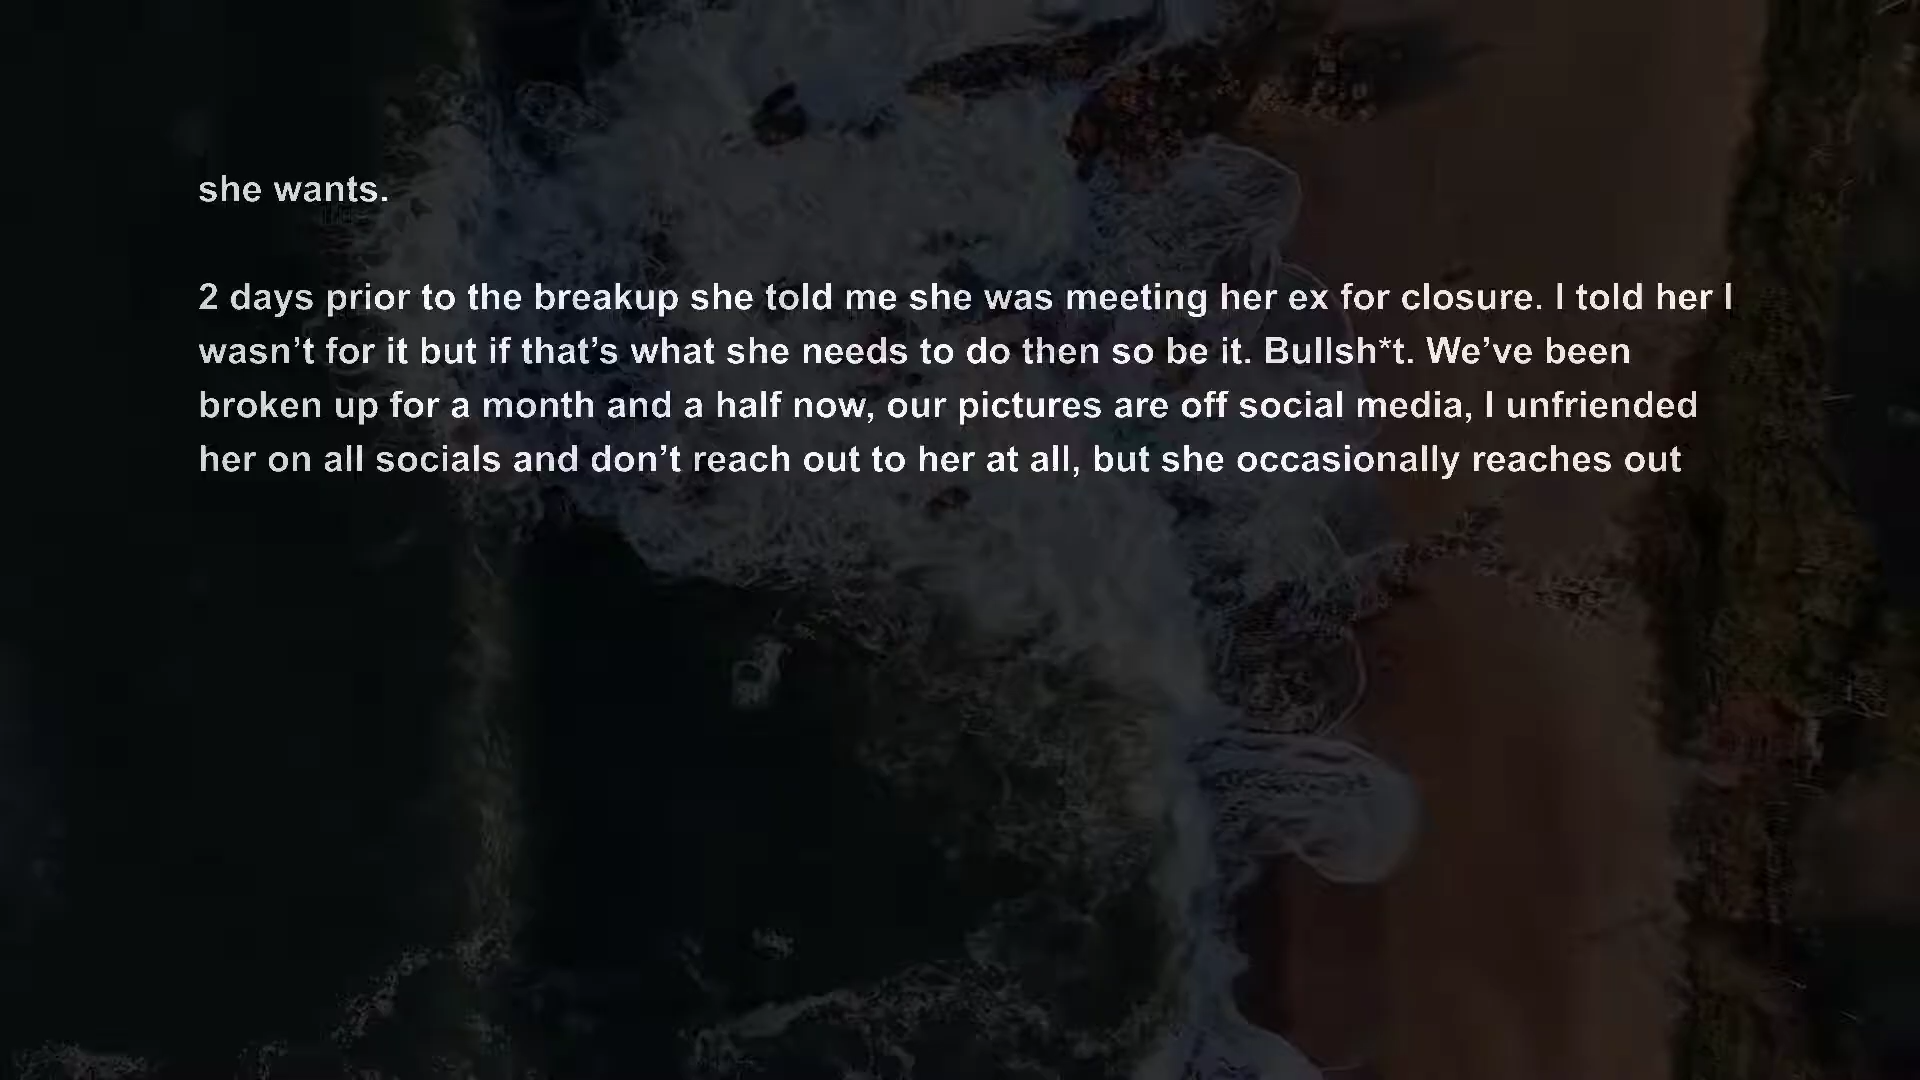 she wants.
2 days prior to the breakup she told me she was meeting her ex for closure. I told her I
wasn’t for it but if that’s what she needs to do then so be it. Bullsh*t. We’ve been
broken up for a month and a half now, our pictures are off social media, I unfriended
her on all socials and don’t reach out to her at all, but she occasionally reaches out